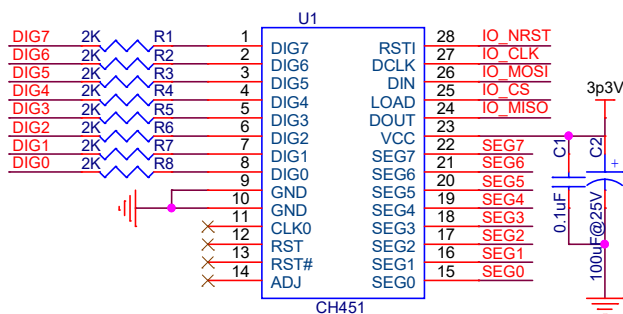 U1
DIG7 2K R1 1 DIG7 RSTI 28 IO_NRST
DIG6 2K R2 2 DIG6 DCLK 27 IO_CLK
DIG5 2K R3 3 DIG5 DIN 26 IO_MOSI
DIG4 2K R4 4 DIG4 LOAD 25 IO_CS
DIG3 2K R5 5 DIG3 DOUT 24 IO_MISO
DIG2 2K R6 6 DIG2 VCC 23
DIG1 2K R7 7 DIG1 SEG7 22 SEG7
DIG0 2K R8 8 DIG0 SEG6 21 SEG6
9 GND SEG5 20 SEG5
10 GND SEG4 19 SEG4
11 CLK0 SEG3 18 SEG3
12 RST SEG2 17 SEG2
13 RST# SEG1 16 SEG1
14 ADJ SEG0 15 SEG0
CH451
3p3V
C1
0.1uF
C2
+
100uF@25V